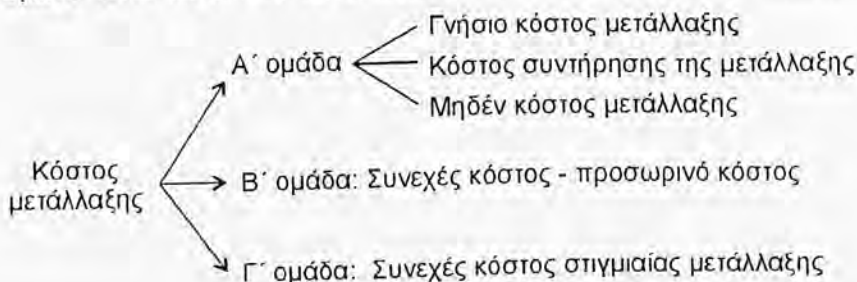 Γνήσιο κόστος μετάλλαξης
Α΄ ομάδα
Κόστος συντήρησης της μετάλλαξης
Μηδέν κόστος μετάλλαξης
Κόστος
μετάλλαξης
Β΄ ομάδα: Συνεχές κόστος - προσωρινό κόστος
Γ΄ ομάδα: Συνεχές κόστος στιγμιαίας μετάλλαξης